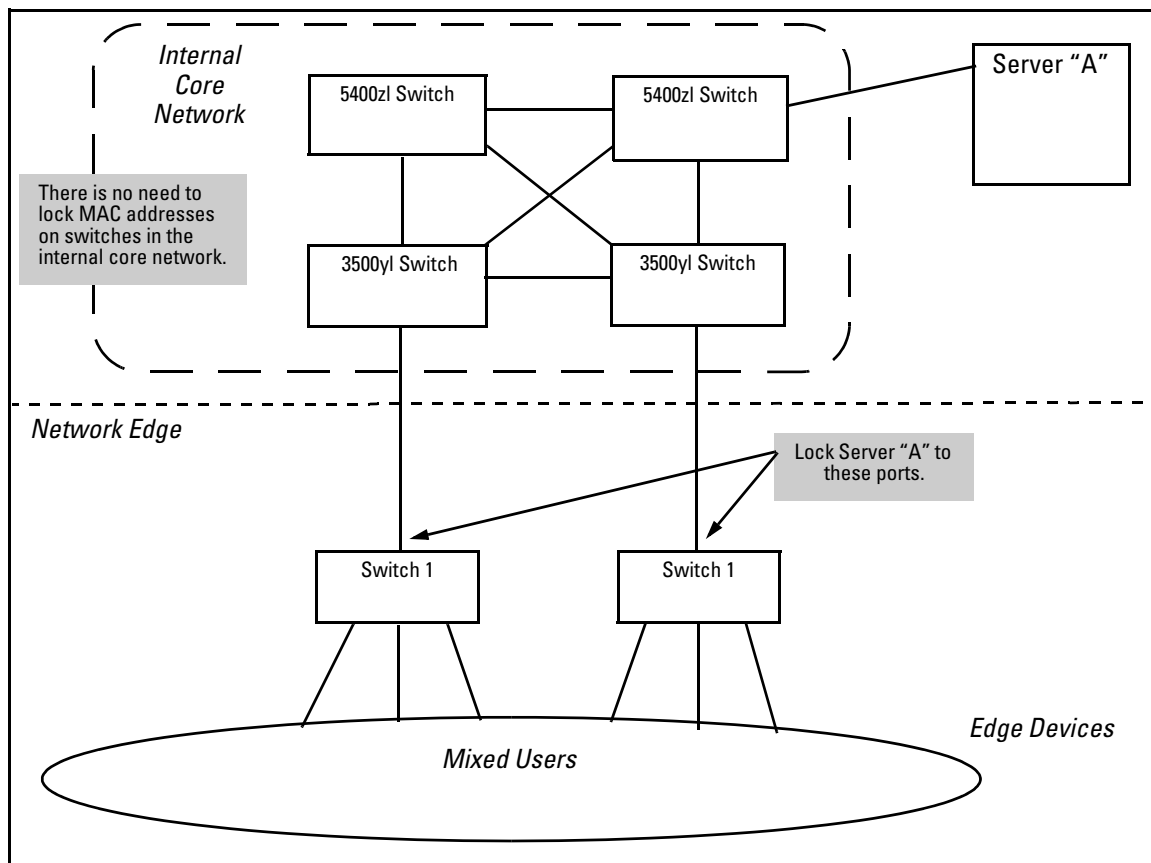 Internal
Core
Network
5400zl Switch
5400zl Switch
Server “A”
There is no need to
lock MAC addresses
on switches in the
internal core network.
3500yl Switch
3500yl Switch
Network Edge
Lock Server “A” to
these ports.
Switch 1
Switch 1
Edge Devices
Mixed Users